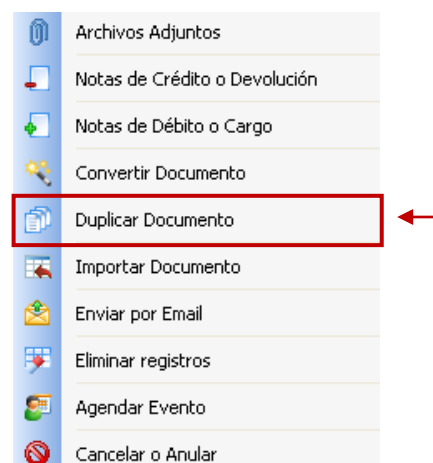 Archivos Adjuntos
Notas de Crédito o Devolución
Notas de Débito o Cargo
Convertir Documento
Duplicar Documento
Importar Documento
Enviar por Email
Eliminar registros
Agendar Evento
Cancelar o Anular